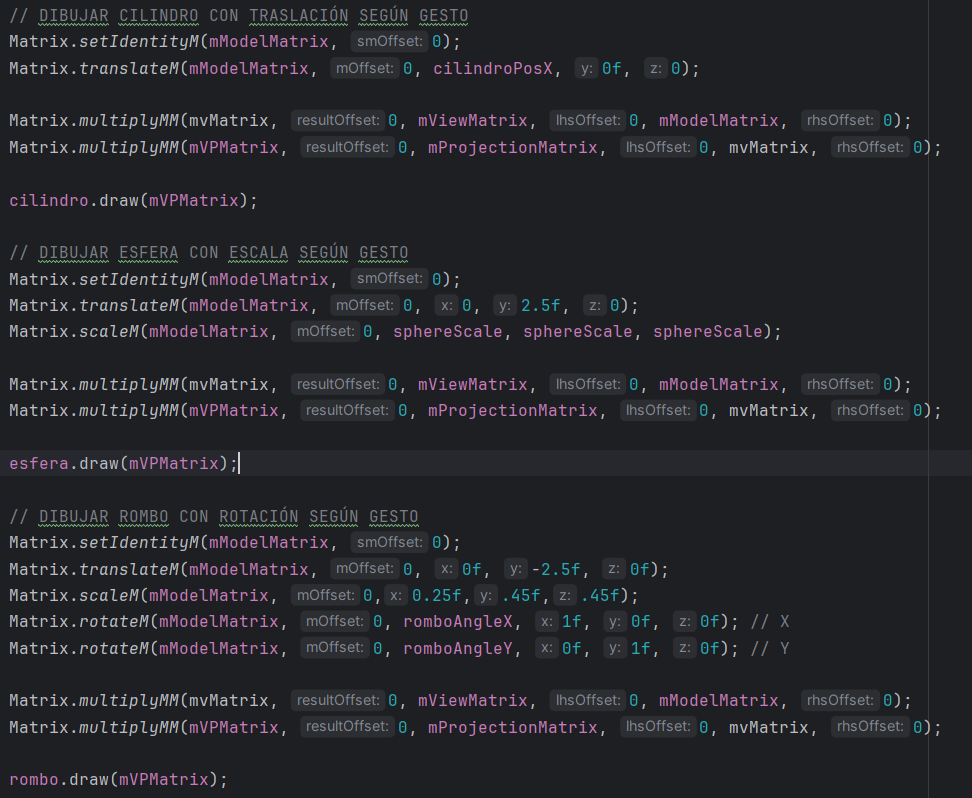 // DIBUJAR CILINDRO CON TRASLACIÓN SEGÚN GESTO
Matrix.setIdentityM(mModelMatrix, smOffset: 0);
Matrix.translateM(mModelMatrix, mOffset: 0, cilindroPosX, y: 0f, z: 0);
Matrix.multiplyMM(mvMatrix, resultOffset: 0, mViewMatrix, lhsOffset: 0, mModelMatrix, rhsOffset: 0);
Matrix.multiplyMM(mVPMatrix, resultOffset: 0, mProjectionMatrix, lhsOffset: 0, mvMatrix, rhsOffset: 0);
cilindro.draw(mVPMatrix);
// DIBUJAR ESFERA CON ESCALA SEGÚN GESTO
Matrix.setIdentityM(mModelMatrix, smOffset: 0);
Matrix.translateM(mModelMatrix, mOffset: 0, x: 0, y: 2.5f, z: 0);
Matrix.scaleM(mModelMatrix, mOffset: 0, sphereScale, sphereScale, sphereScale);
Matrix.multiplyMM(mvMatrix, resultOffset: 0, mViewMatrix, lhsOffset: 0, mModelMatrix, rhsOffset: 0);
Matrix.multiplyMM(mVPMatrix, resultOffset: 0, mProjectionMatrix, lhsOffset: 0, mvMatrix, rhsOffset: 0);
esfera.draw(mVPMatrix);
// DIBUJAR ROMBO CON ROTACIÓN SEGÚN GESTO
Matrix.setIdentityM(mModelMatrix, smOffset: 0);
Matrix.translateM(mModelMatrix, mOffset: 0, x: 0f, y: -2.5f, z: 0f);
Matrix.scaleM(mModelMatrix, mOffset: 0, x: 0.25f, y: .45f, z: .45f);
Matrix.rotateM(mModelMatrix, mOffset: 0, romboAngleX, x: 1f, y: 0f, z: 0f); // X
Matrix.rotateM(mModelMatrix, mOffset: 0, romboAngleY, x: 0f, y: 1f, z: 0f); // Y
Matrix.multiplyMM(mvMatrix, resultOffset: 0, mViewMatrix, lhsOffset: 0, mModelMatrix, rhsOffset: 0);
Matrix.multiplyMM(mVPMatrix, resultOffset: 0, mProjectionMatrix, lhsOffset: 0, mvMatrix, rhsOffset: 0);
rombo.draw(mVPMatrix);